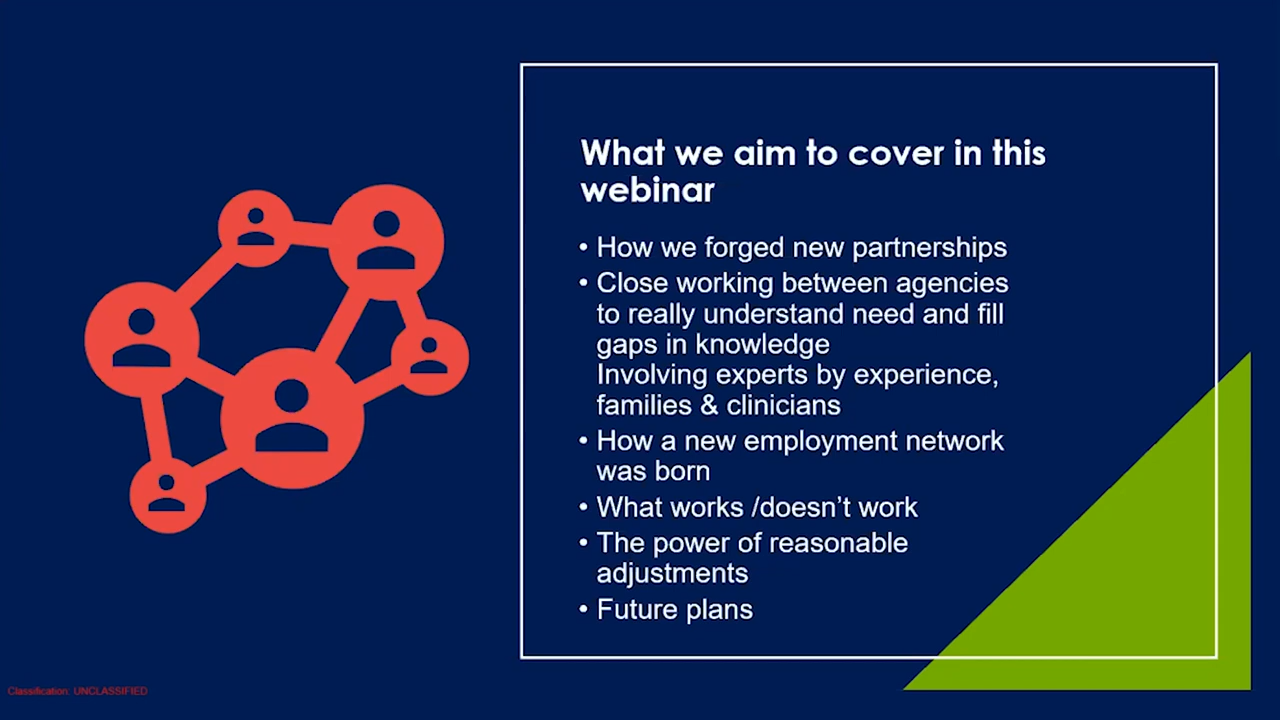 What we aim to cover in this
webinar
• How we forged new partnerships
• Close working between agencies
to really understand need and fill
gaps in knowledge
Involving experts by experience,
families & clinicians
• How a new employment network
was born
• What works /doesn’t work
• The power of reasonable
adjustments
• Future plans
Classification: UNCLASSIFIED